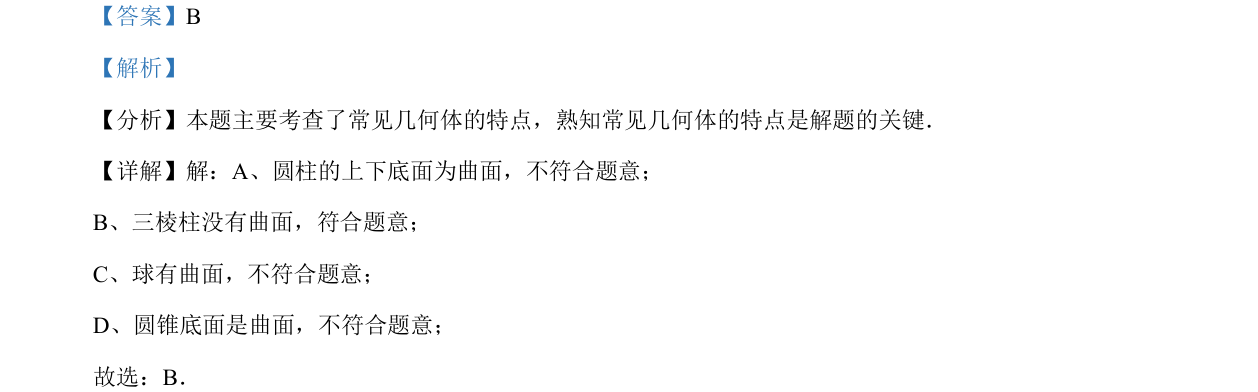 【答案】B
【解析】
【分析】本题主要考查了常见几何体的特点，熟知常见几何体的特点是解题的关键．
【详解】解：A、圆柱的上下底面为曲面，不符合题意；
B、三棱柱没有曲面，符合题意；
C、球有曲面，不符合题意；
D、圆锥底面是曲面，不符合题意；
故选：B．